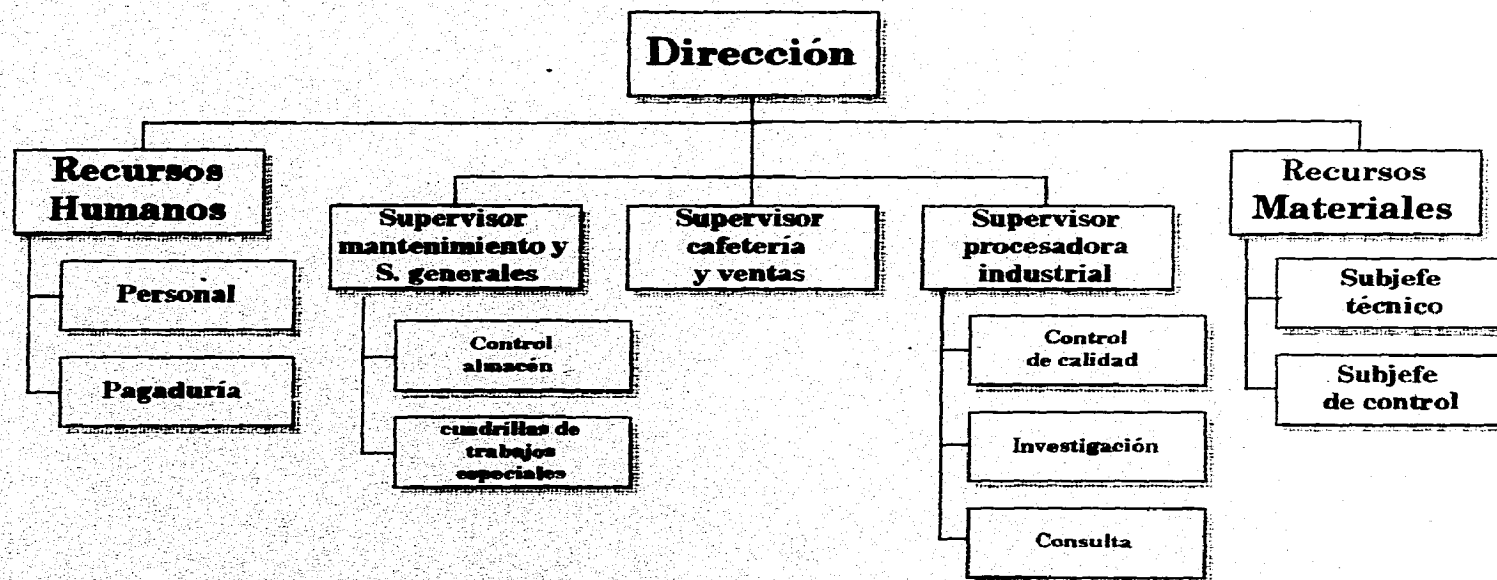 Dirección
Recursos
Humanos
Personal
Pagaduría
Supervisor
mantenimiento y
S. generales
Control
almacén
cuadrillas de
trabajos
especiales
Supervisor
cafetería
y ventas
Supervisor
procesadora
industrial
Control
de calidad
Investigación
Consulta
Recursos
Materiales
Subjefe
técnico
Subjefe
de control